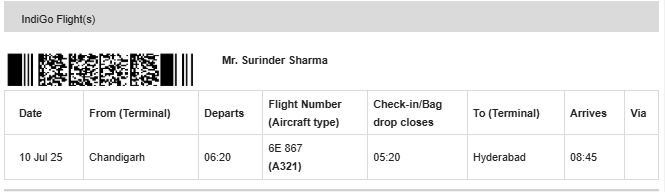 IndiGo Flight(s)
Mr. Surinder Sharma
Date From (Terminal) Departs Flight Number (Aircraft type) Check-in/Bag drop closes To (Terminal) Arrives Via
10 Jul 25 Chandigarh 06:20 6E 867 (A321) 05:20 Hyderabad 08:45